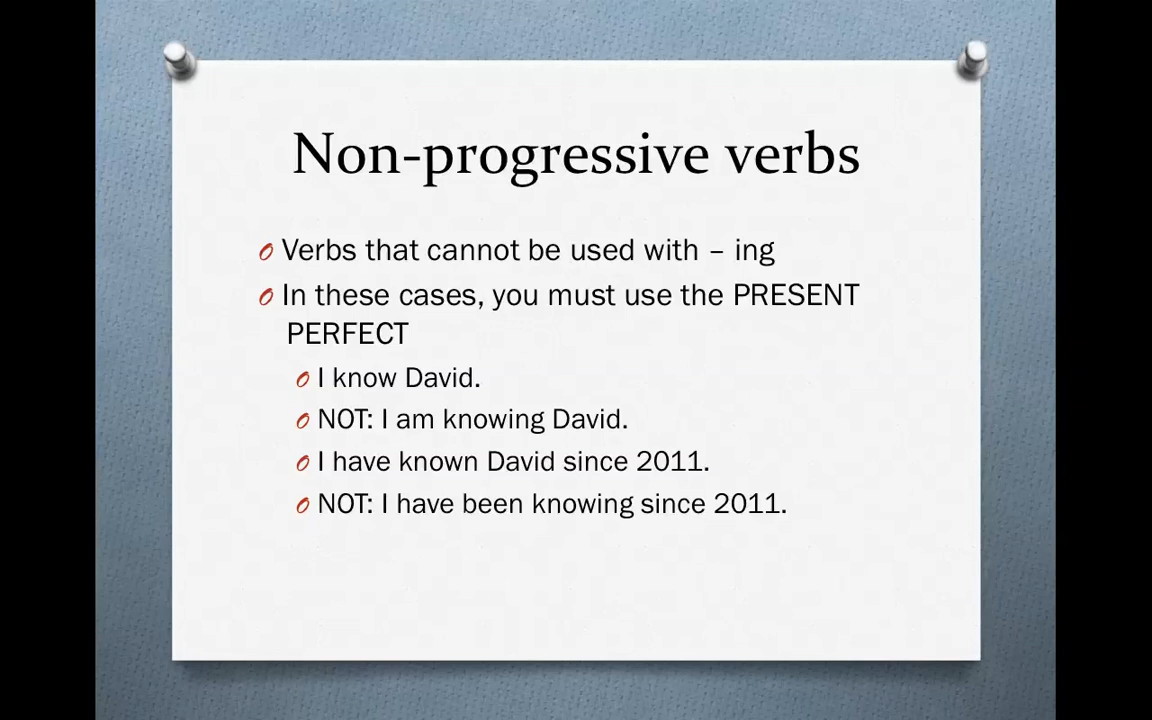 Non-progressive verbs
Verbs that cannot be used with – ing
In these cases, you must use the PRESENT
PERFECT
I know David.
NOT: I am knowing David.
I have known David since 2011.
NOT: I have been knowing since 2011.